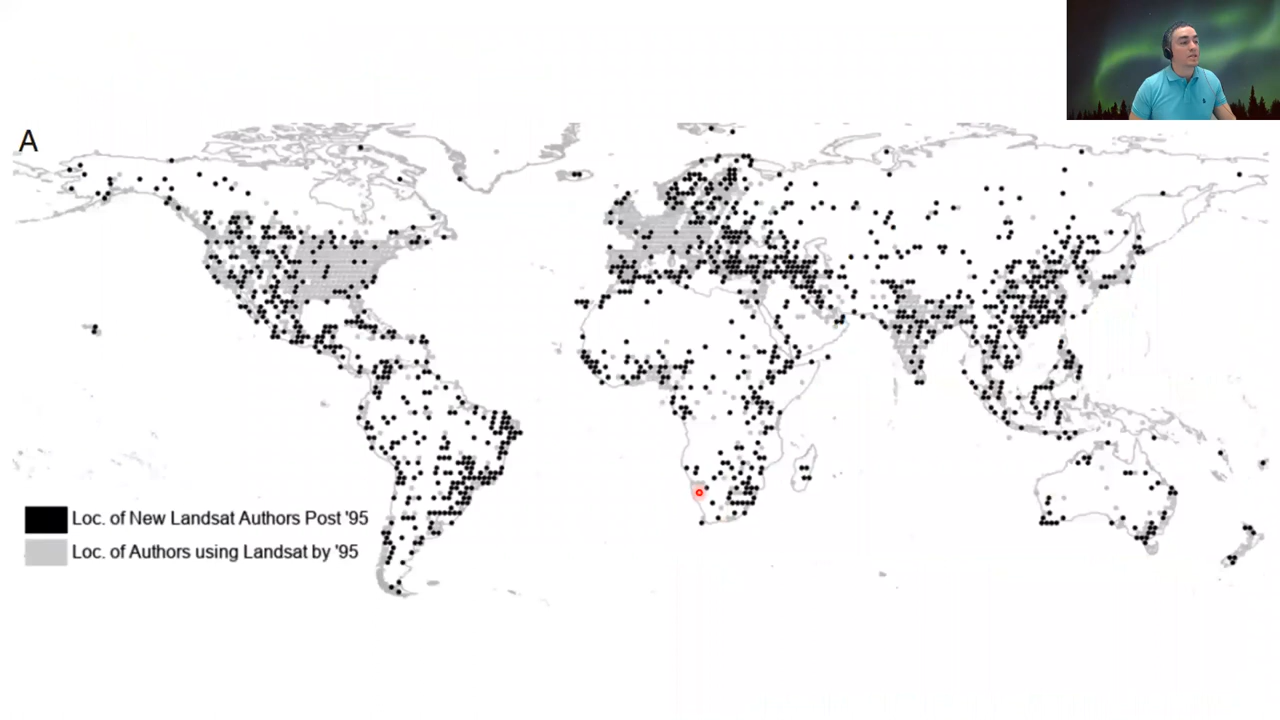 A
Loc. of New Landsat Authors Post '95
Loc. of Authors using Landsat by '95